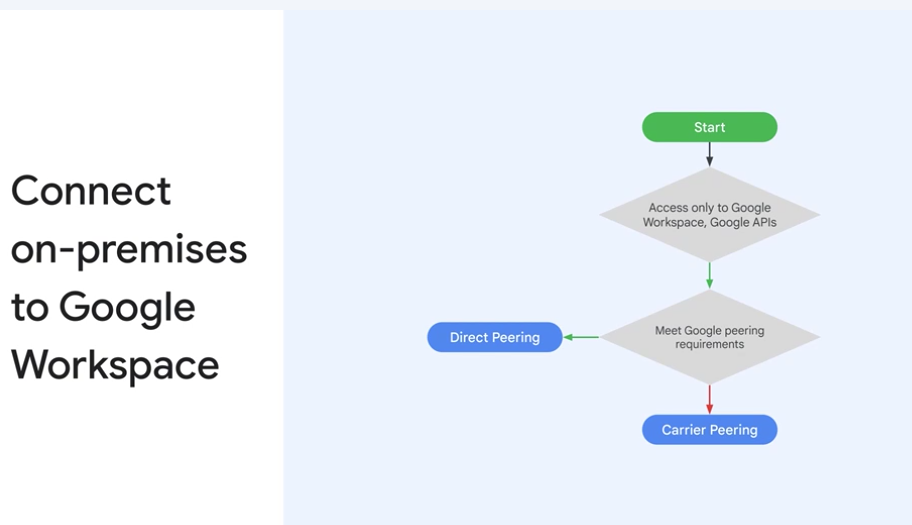 Connect
on-premises
to Google
Workspace
Start
Access only to Google
Workspace, Google APIs
Meet Google peering
requirements
Direct Peering
Carrier Peering